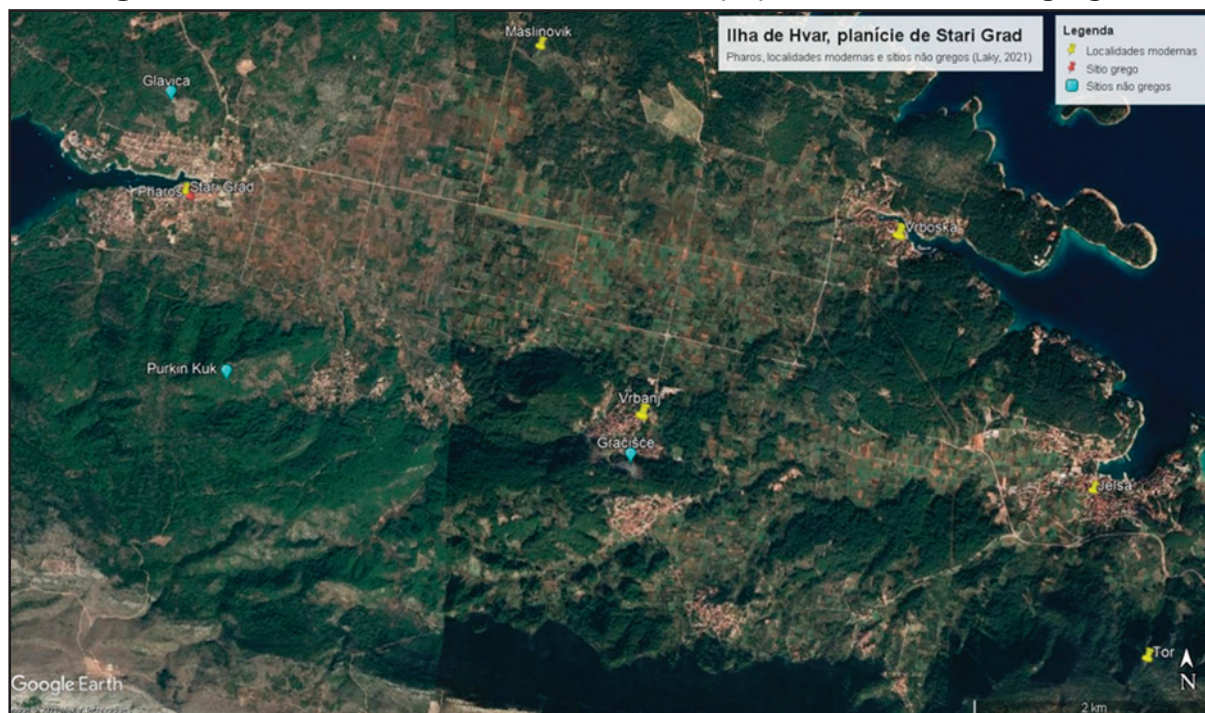 Ilha de Hvar, planície de Stari Grad
Pharos, localidades modernas e sítios não gregos (Laky, 2021)
Legenda
Localidades modernas
Sítio grego
Sítios não gregos
Maslinovik
Glavica
Pharos
Stari Grad
Vrboska
Purkin Kuk
Vrbanj
Gračišće
Jelsa
Tor
N
Google Earth
2 km